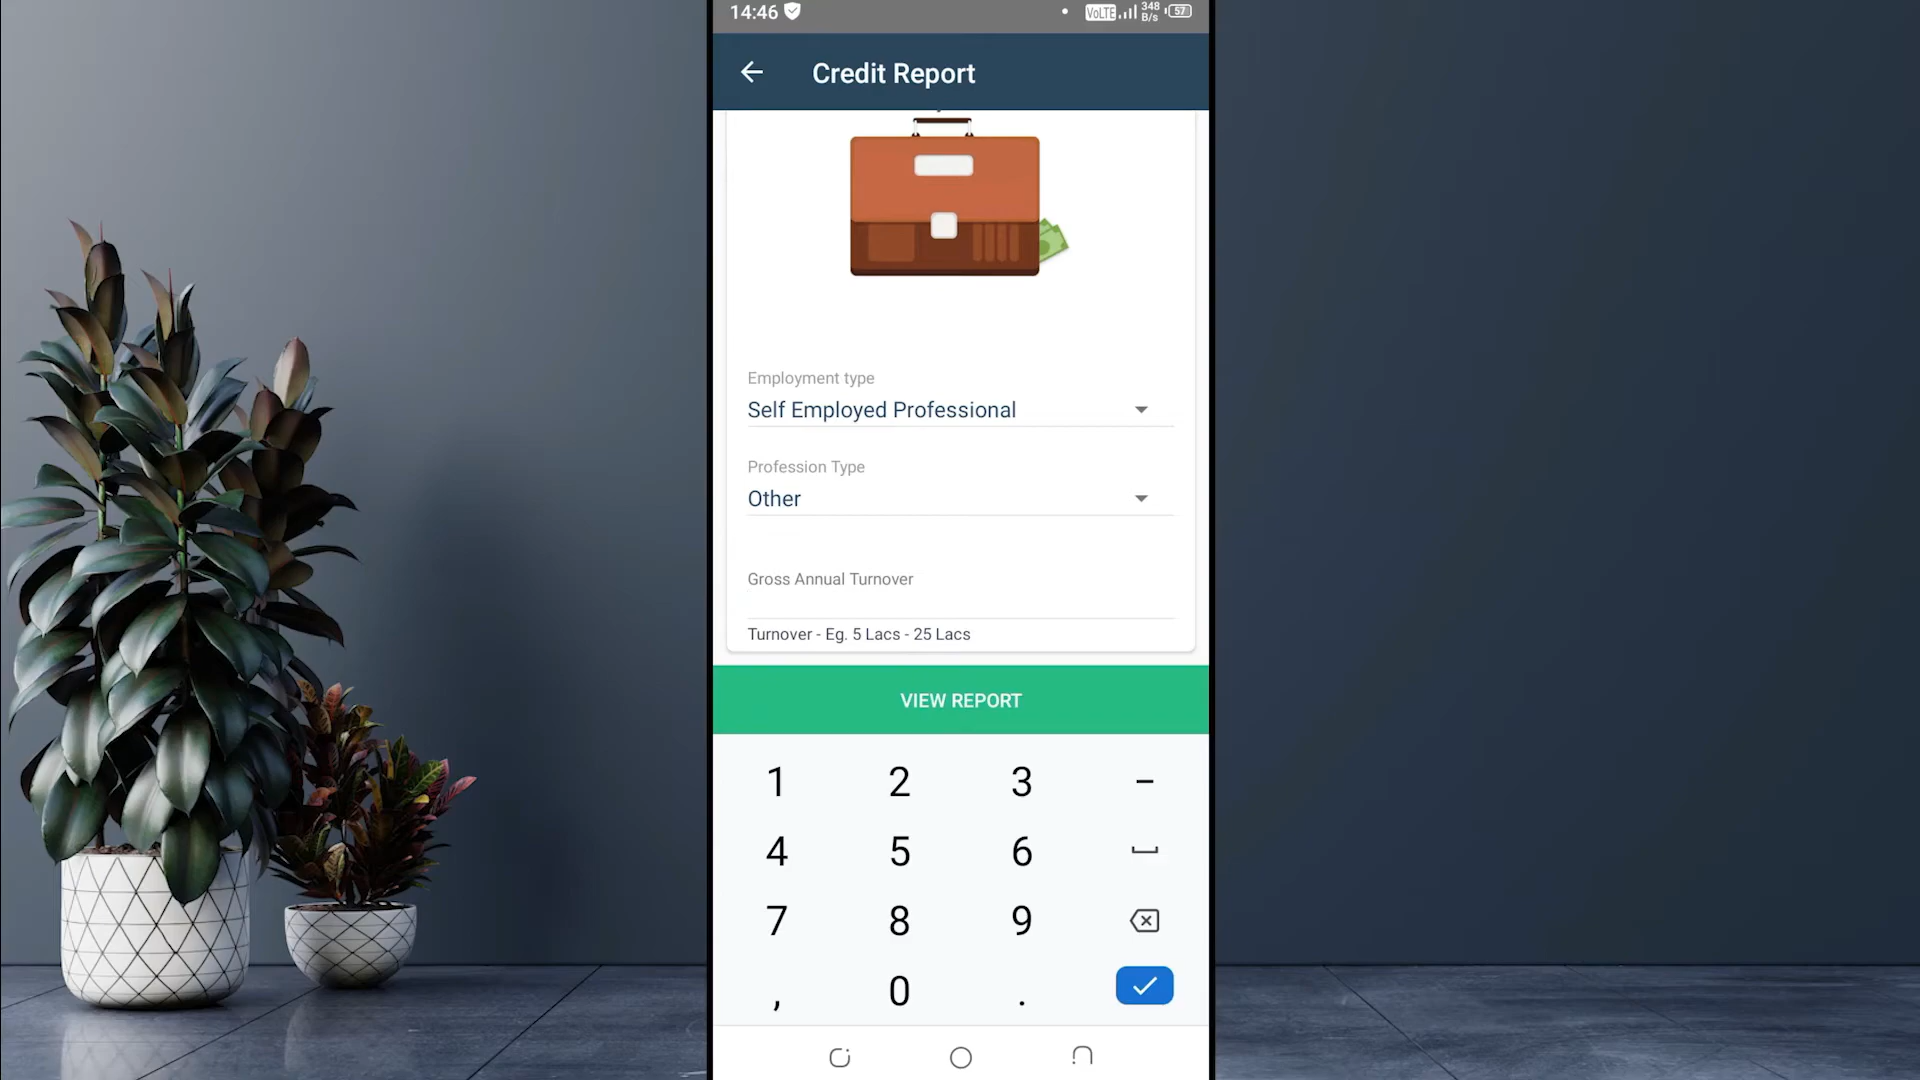 14:46
VoLTE 348 B/s 57
Credit Report
Employment type
Self Employed Professional
Profession Type
Other
Gross Annual Turnover
Turnover - Eg. 5 Lacs - 25 Lacs
VIEW REPORT
1 2 3 -
4 5 6
7 8 9
, 0 .